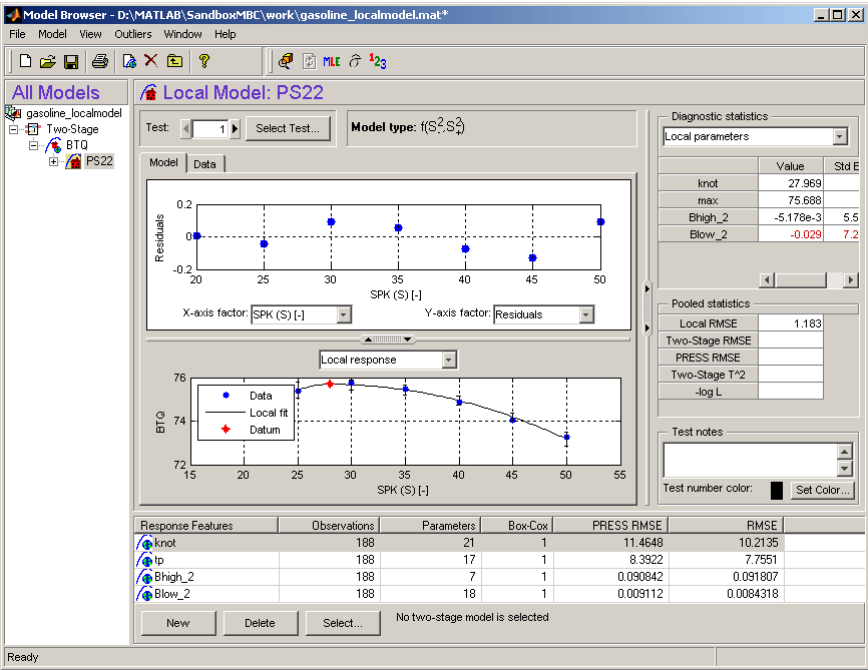 Model Browser - D:\MATLAB\SandboxMBC\work\gasoline_localmodel.mat*
File Model View Outliers Window Help
MLE
123
All Models
gasoline_localmodel
Two-Stage
BTQ
PS22
Local Model: PS22
Test: 1 Select Test...
Model type: f(S2-,S2+)
Model Data
0.2
0
-0.2
Residuals
20 25 30 35 40 45 50
SPK (S) [-]
X-axis factor: SPK (S) [-] Y-axis factor: Residuals
Local response
76
74
72
BTQ
Data
Local fit
Datum
15 20 25 30 35 40 45 50 55
SPK (S) [-]
Diagnostic statistics
Local parameters
Value Std E
knot 27.969
max 75.688
Bhigh_2 -5.178e-3 5.5
Blow_2 -0.029 7.2
Pooled statistics
Local RMSE 1.183
Two-Stage RMSE
PRESS RMSE
Two-Stage T^2
-log L
Test notes
Test number color: Set Color...
Response Features Observations Parameters Box-Cox PRESS RMSE RMSE
knot 188 21 1 11.4648 10.2135
tp 188 17 1 8.3922 7.7551
Bhigh_2 188 7 1 0.090842 0.091807
Blow_2 188 18 1 0.009112 0.0084318
New Delete Select... No two-stage model is selected
Ready